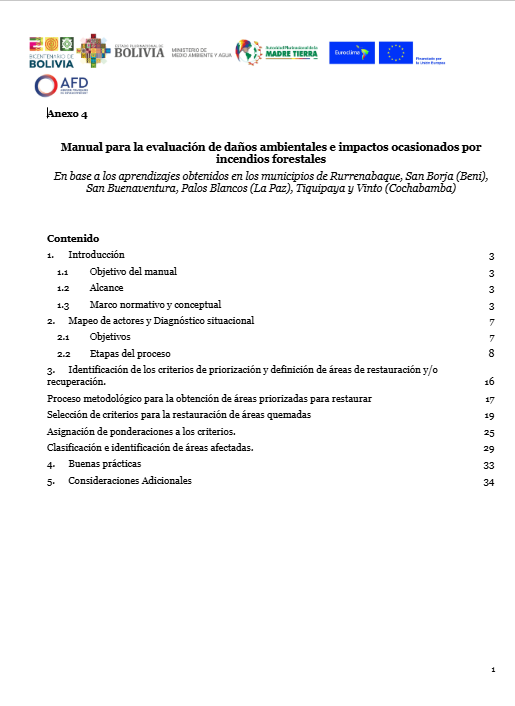 BICENTENARIO DE
BOLIVIA
ESTADO PLURINACIONAL DE
BOLIVIA
MINISTERIO DE
MEDIO AMBIENTE Y AGUA
Autoridad Plurinacional de la
MADRE TIERRA
Euroclima
Financiado por
la Unión Europea
AFD
Anexo 4
Manual para la evaluación de daños ambientales e impactos ocasionados por
incendios forestales
En base a los aprendizajes obtenidos en los municipios de Rurrenabaque, San Borja (Beni),
San Buenaventura, Palos Blancos (La Paz), Tiquipaya y Vinto (Cochabamba)
Contenido
1. Introducción 3
1.1 Objetivo del manual 3
1.2 Alcance 3
1.3 Marco normativo y conceptual 3
2. Mapeo de actores y Diagnóstico situacional 7
2.1 Objetivos 7
2.2 Etapas del proceso 8
3. Identificación de los criterios de priorización y definición de áreas de restauración y/o
recuperación. 16
Proceso metodológico para la obtención de áreas priorizadas para restaurar 17
Selección de criterios para la restauración de áreas quemadas 19
Asignación de ponderaciones a los criterios. 25
Clasificación e identificación de áreas afectadas. 29
4. Buenas prácticas 33
5. Consideraciones Adicionales 34
1